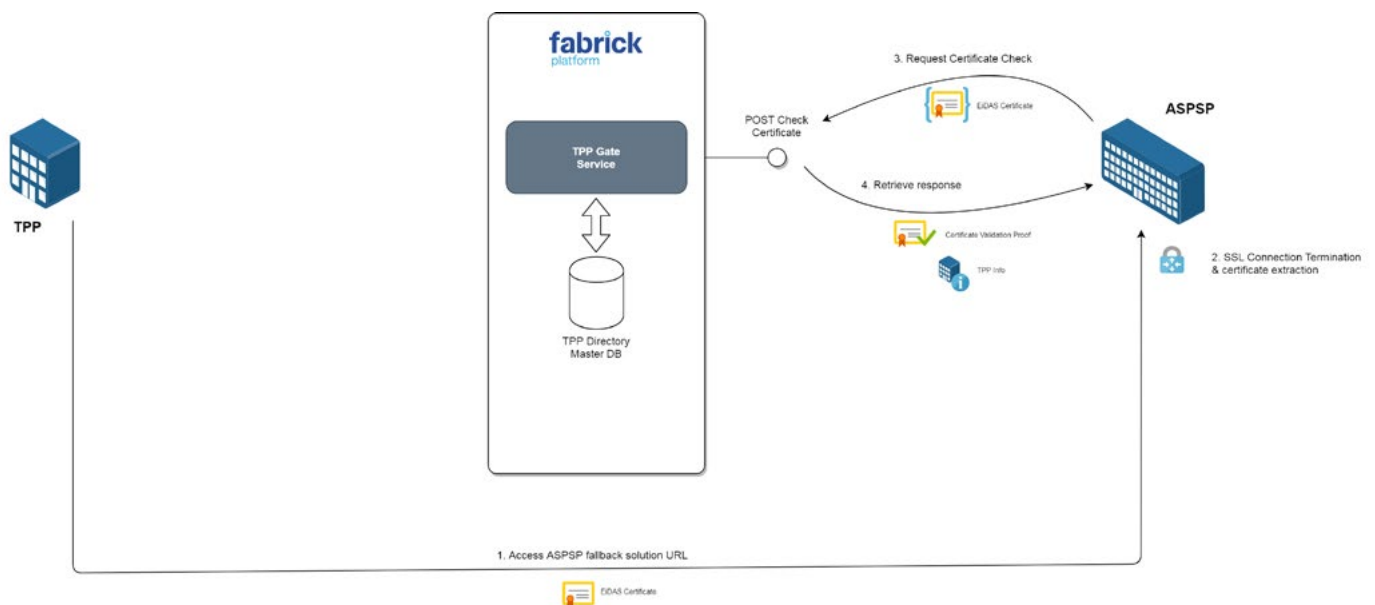 fabrick
platform
3. Request Certificate Check
EiDAS Certificate
ASPSP
POST Check
Certificate
TPP Gate
Service
4. Retrieve response
TPP
Certificate Validation Proof
2. SSL Connection Termination
& certificate extraction
TPP Info
TPP Directory
Master DB
1. Access ASPSP fallback solution URL
EiDAS Certificate